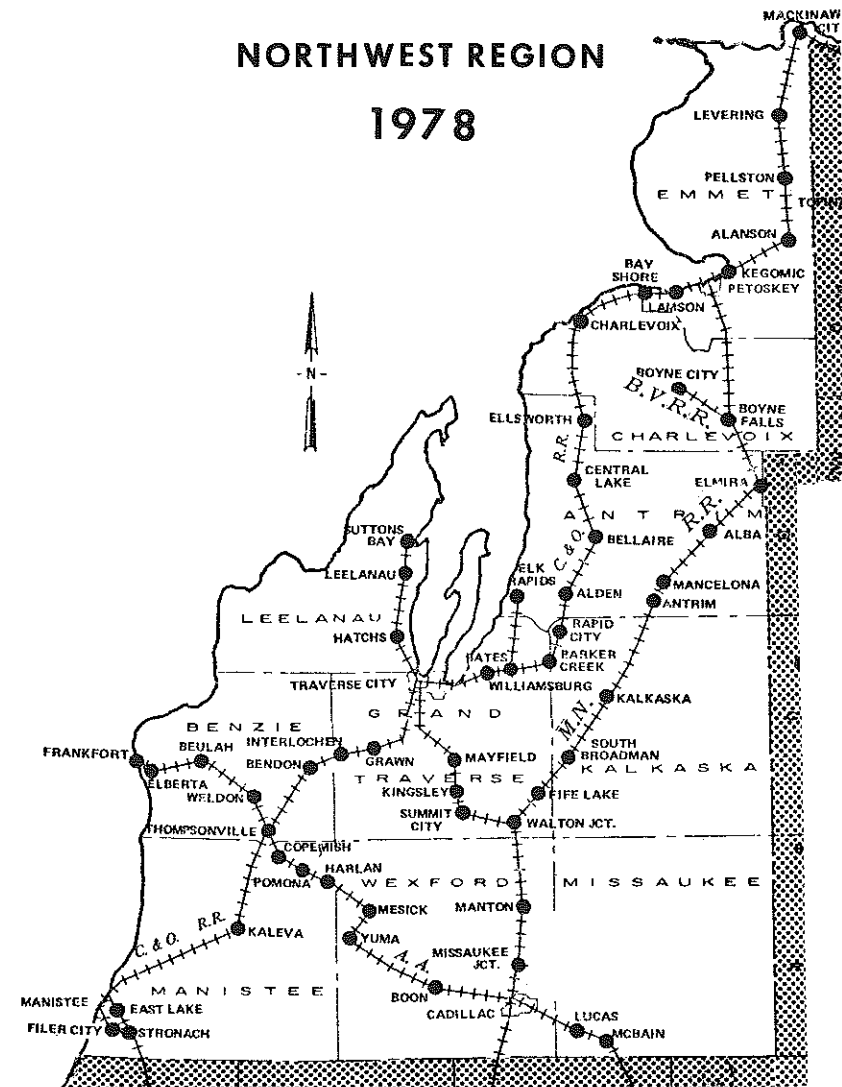 MACKINAW
CITY
NORTHWEST REGION
1978
LEVERING
PELLSTON
EMMET
ALANSON
BAY
SHORE
KEGOMIC
PETOSKEY
LAMSON
CHARLEVOIX
-N-
BOYNE CITY
B.V.R.R.
BOYNE
FALLS
ELLSWORTH
CHARLEVOIX
R.R.
CENTRAL
LAKE
ELMIRA
ANTRIM
R.R.
ALBA
SUTTONS
BAY
BELLAIRE
C. & O.
ELK
RAPIDS
LEELANAU
ALDEN
MANCELONA
ANTRIM
LEELANAU
HATCHS
RAPID
CITY
BATES
PARKER
CREEK
TRAVERSE CITY
WILLIAMSBURG
KALKASKA
GRAND
M.N.
BENZIE
INTERLOCHEN
FRANKFORT
BEULAH
BENDON
GRAWN
MAYFIELD
SOUTH
BOARDMAN
KALKASKA
ELBERTA
TRAVERSE
WELDON
KINGSLEY
FIFE LAKE
SUMMIT
CITY
WALTON JCT.
THOMPSONVILLE
COPEMISH
HARLAN
POMONA
WEXFORD
MISSAUKEE
MESICK
MANTON
KALEVA
C. & O. R.R.
YUMA
A. A.
MISSAUKEE
JCT.
MANISTEE
BOON
MANISTEE
EAST LAKE
CADILLAC
LUCAS
FILER CITY
STRONACH
MCBAIN